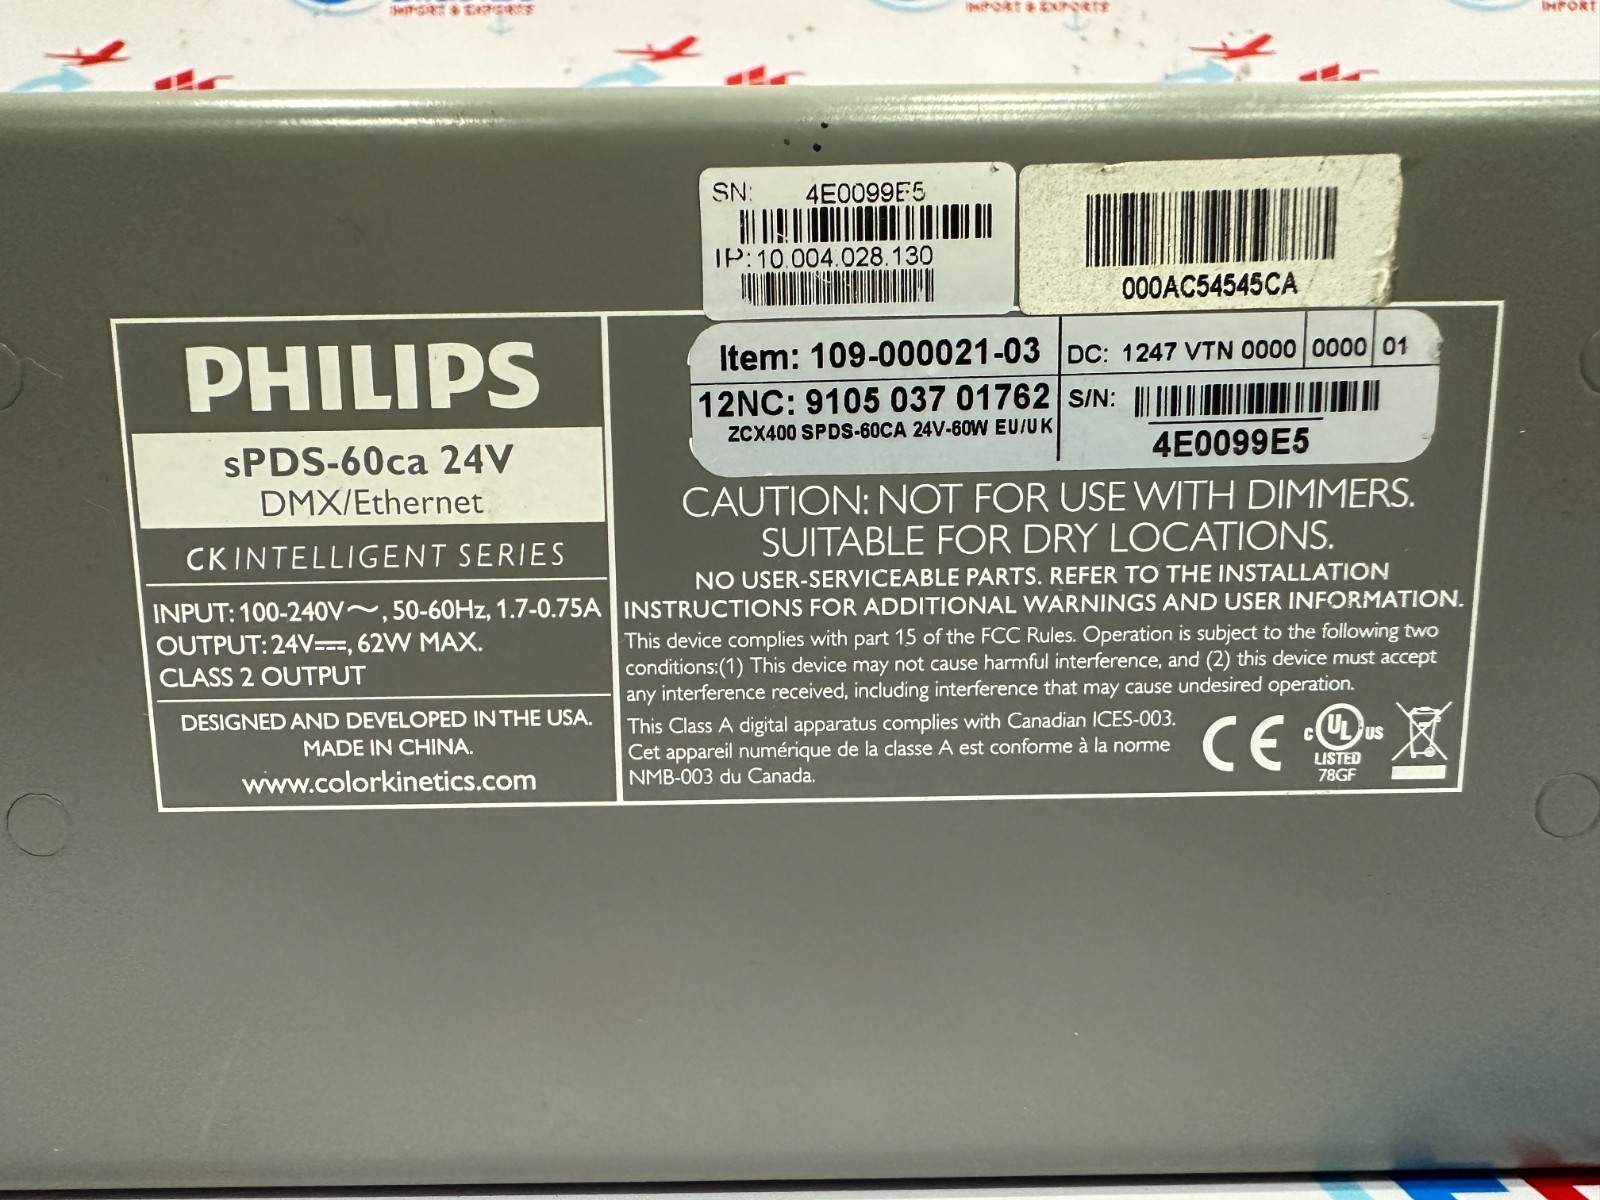 IMPORT & EXPORTS
IMPORT & EXPORTS
IMPORT
SN: 4E0099E5
IP:10.004.028.130
000AC54545CA
Item: 109-000021-03
DC: 1247 VTN 0000 0000 01
12NC: 9105 037 01762
ZCX400 SPDS-60CA 24V-60W EU/UK
S/N:
4E0099E5
PHILIPS
sPDS-60ca 24V
DMX/Ethernet
CK INTELLIGENT SERIES
INPUT: 100-240V～, 50-60Hz, 1.7-0.75A
OUTPUT: 24V⎓, 62W MAX.
CLASS 2 OUTPUT
DESIGNED AND DEVELOPED IN THE USA.
MADE IN CHINA.
www.colorkinetics.com
CAUTION: NOT FOR USE WITH DIMMERS.
SUITABLE FOR DRY LOCATIONS.
NO USER-SERVICEABLE PARTS. REFER TO THE INSTALLATION
INSTRUCTIONS FOR ADDITIONAL WARNINGS AND USER INFORMATION.
This device complies with part 15 of the FCC Rules. Operation is subject to the following two
conditions:(1) This device may not cause harmful interference, and (2) this device must accept
any interference received, including interference that may cause undesired operation.
This Class A digital apparatus complies with Canadian ICES-003.
Cet appareil numérique de la classe A est conforme à la norme
NMB-003 du Canada.
CE
C UL US
LISTED
78GF